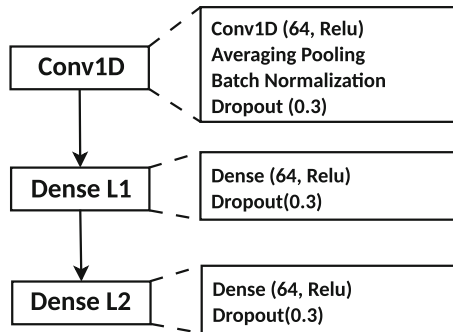 Conv1D
Conv1D (64, Relu)
Averaging Pooling
Batch Normalization
Dropout (0.3)
Dense L1
Dense (64, Relu)
Dropout(0.3)
Dense L2
Dense (64, Relu)
Dropout(0.3)